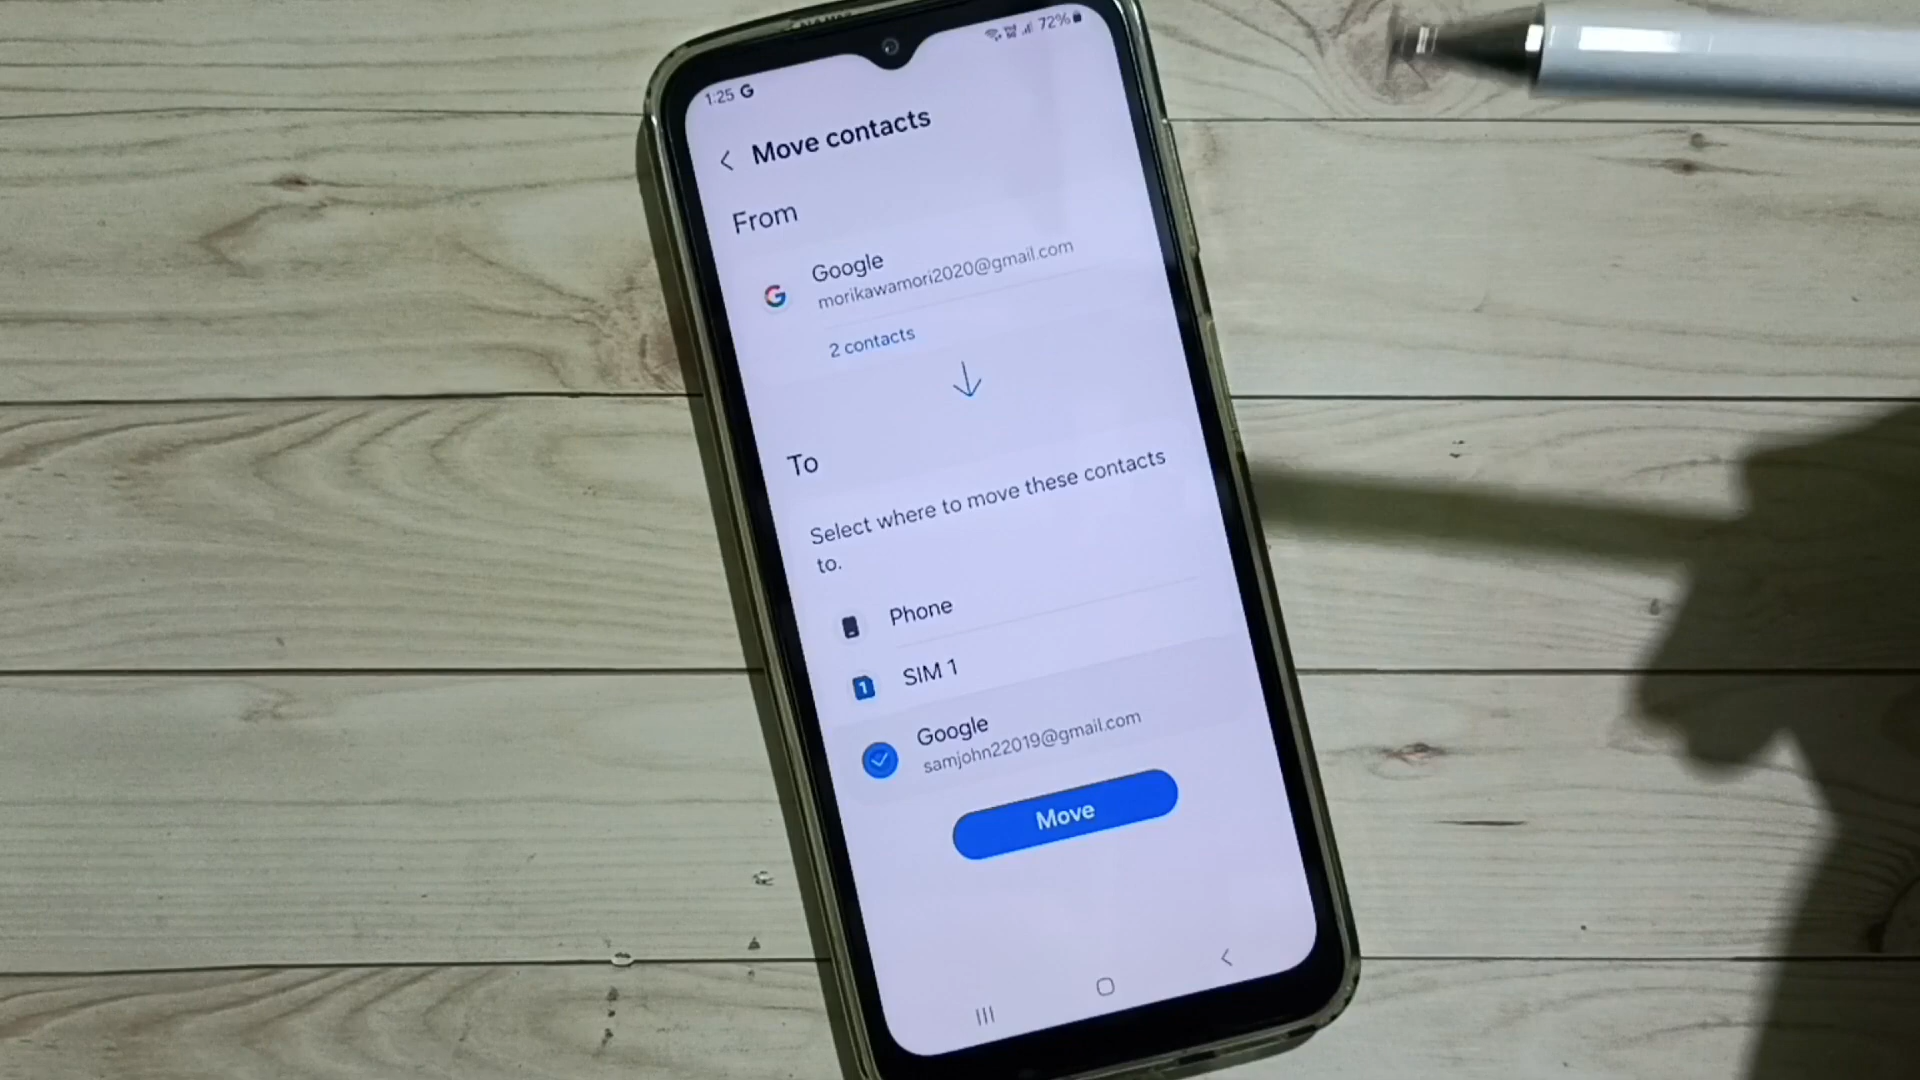 1:25 G
72%
Move contacts
From
Google
morikawamori2020@gmail.com
2 contacts
To
Select where to move these contacts
to.
Phone
1 SIM 1
Google
samjohn22019@gmail.com
Move